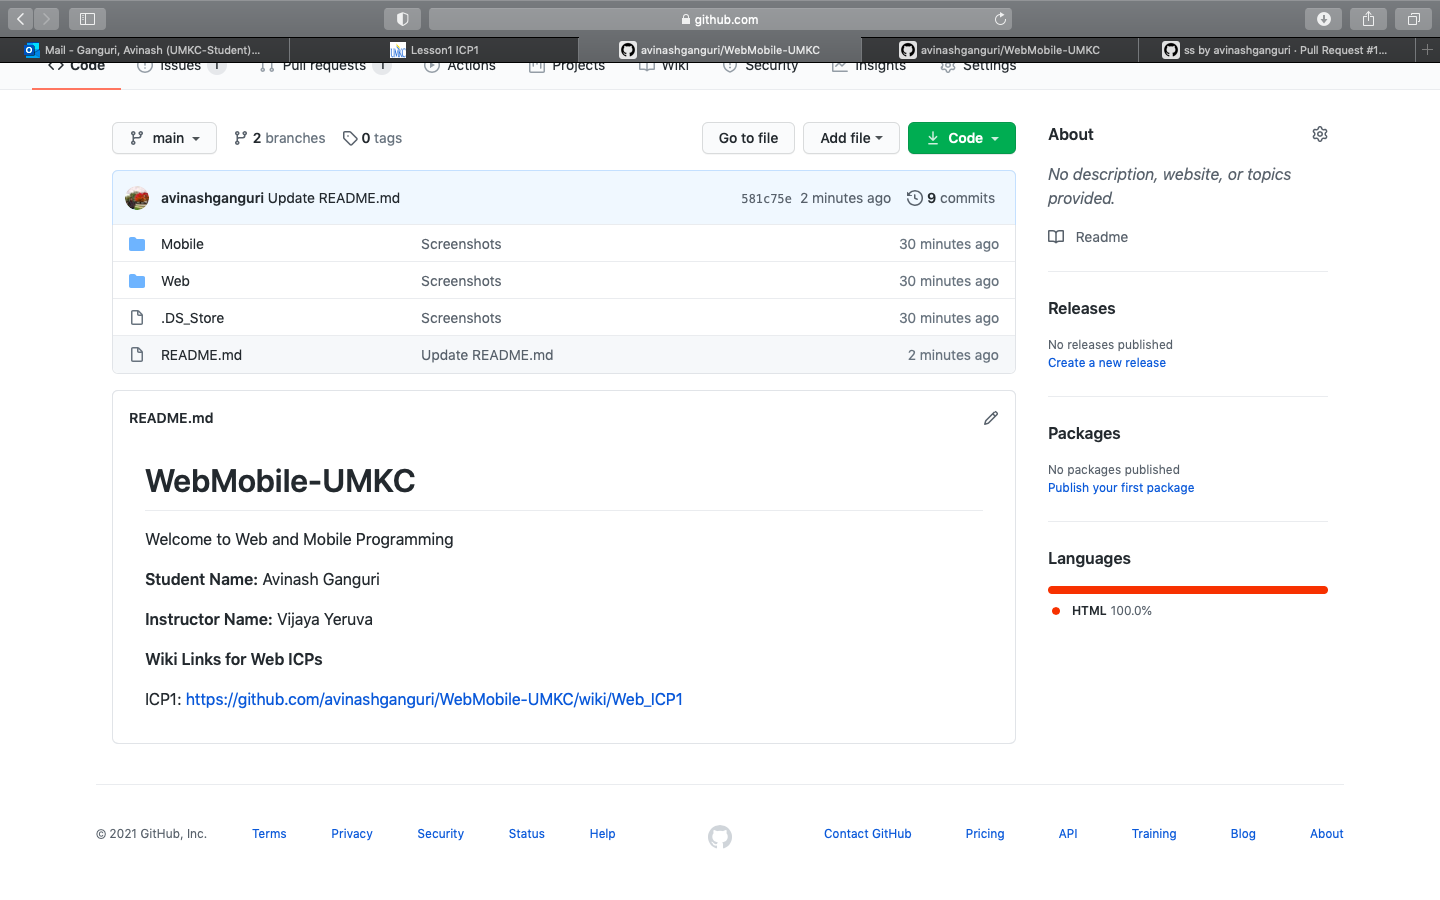 github.com
Mail - Ganguri, Avinash (UMKC-Student)...
Lesson1 ICP1
avinashganguri/WebMobile-UMKC
avinashganguri/WebMobile-UMKC
ss by avinashganguri · Pull Request #1...
<> Code
Issues 1
Pull requests 1
Actions
Projects
Wiki
Security
Insights
Settings
main
2 branches
0 tags
Go to file
Add file
Code
avinashganguri Update README.md
581c75e 2 minutes ago
9 commits
Mobile Screenshots 30 minutes ago
Web Screenshots 30 minutes ago
.DS_Store Screenshots 30 minutes ago
README.md Update README.md 2 minutes ago
README.md
WebMobile-UMKC
Welcome to Web and Mobile Programming
Student Name: Avinash Ganguri
Instructor Name: Vijaya Yeruva
Wiki Links for Web ICPs
ICP1: https://github.com/avinashganguri/WebMobile-UMKC/wiki/Web_ICP1
About
No description, website, or topics
provided.
Readme
Releases
No releases published
Create a new release
Packages
No packages published
Publish your first package
Languages
HTML 100.0%
© 2021 GitHub, Inc.
Terms
Privacy
Security
Status
Help
Contact GitHub
Pricing
API
Training
Blog
About